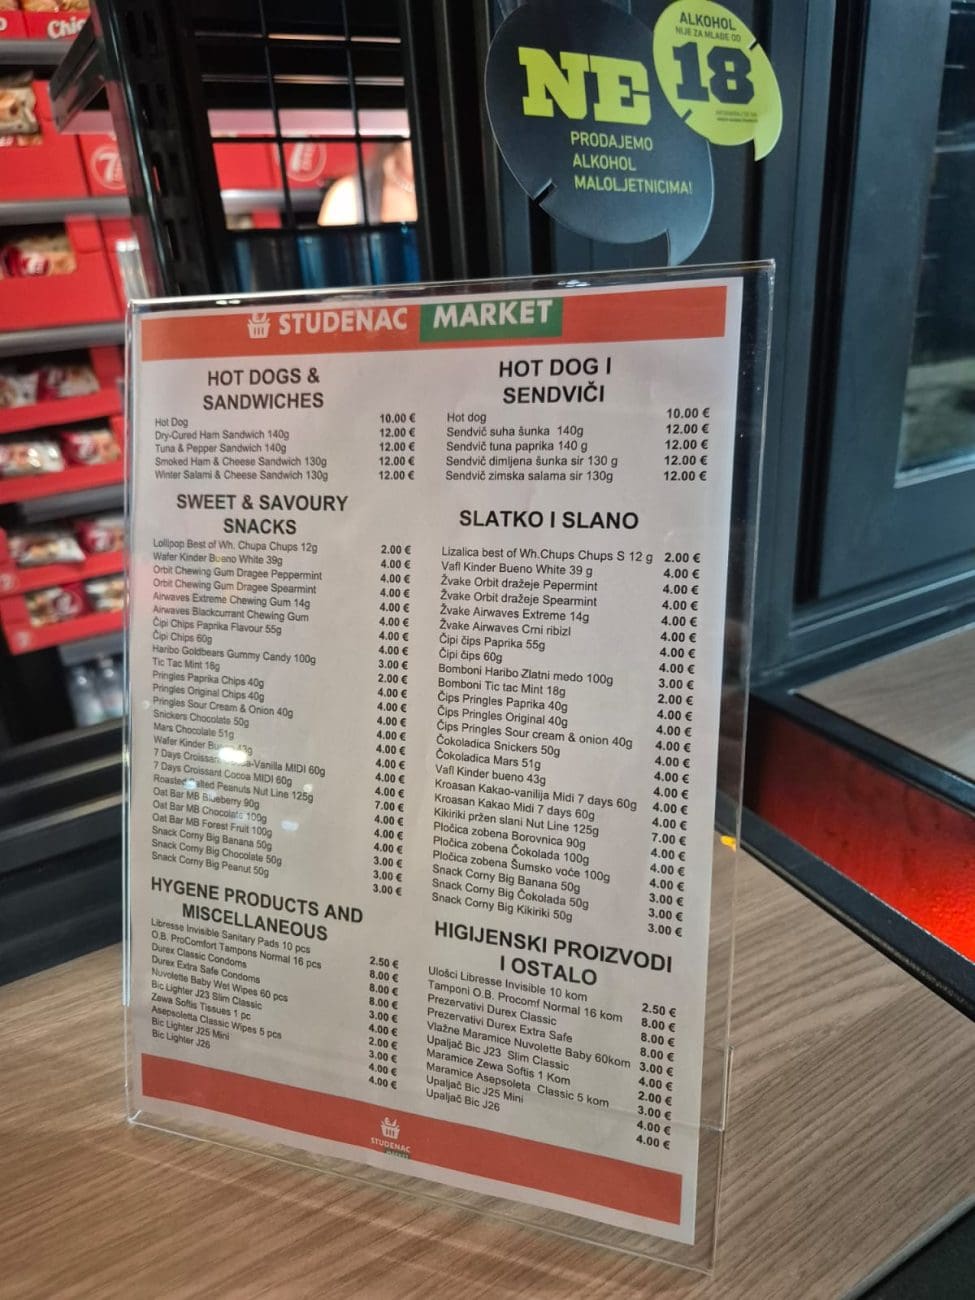 Chi
7
7
NE
PRODAJEMO
ALKOHOL
MALOLJETNICIMA!
ALKOHOL
NIJE ZA MLAĐE OD
18
STUDENAC MARKET
HOT DOGS &
SANDWICHES
Hot Dog 10.00 €
Dry-Cured Ham Sandwich 140g 12.00 €
Tuna & Pepper Sandwich 140g 12.00 €
Smoked Ham & Cheese Sandwich 130g 12.00 €
Winter Salami & Cheese Sandwich 130g 12.00 €
SWEET & SAVOURY
SNACKS
Lollipop Best of Wh. Chupa Chups 12g 2.00 €
Wafer Kinder Bueno White 39g 4.00 €
Orbit Chewing Gum Dragee Peppermint 4.00 €
Orbit Chewing Gum Dragee Spearmint 4.00 €
Airwaves Extreme Chewing Gum 14g 4.00 €
Airwaves Blackcurrant Chewing Gum 4.00 €
Čipi Chips Paprika Flavour 55g 4.00 €
Čipi Chips 60g 4.00 €
Haribo Goldbears Gummy Candy 100g 3.00 €
Tic Tac Mint 18g 2.00 €
Pringles Paprika Chips 40g 4.00 €
Pringles Original Chips 40g 4.00 €
Pringles Sour Cream & Onion 40g 4.00 €
Snickers Chocolate 50g 4.00 €
Mars Chocolate 51g 4.00 €
Wafer Kinder 43g 4.00 €
7 Days Croissant -Vanilla MIDI 60g 4.00 €
7 Days Croissant Cocoa MIDI 60g 4.00 €
Roasted Salted Peanuts Nut Line 125g 7.00 €
Oat Bar MB Blueberry 90g 4.00 €
Oat Bar MB Chocolate 100g 4.00 €
Oat Bar MB Forest Fruit 100g 4.00 €
Snack Corny Big Banana 50g 3.00 €
Snack Corny Big Chocolate 50g 3.00 €
Snack Corny Big Peanut 50g 3.00 €
HYGENE PRODUCTS AND
MISCELLANEOUS
Libresse Invisible Sanitary Pads 10 pcs 2.50 €
O.B. ProComfort Tampons Normal 16 pcs 8.00 €
Durex Classic Condoms 8.00 €
Durex Extra Safe Condoms 8.00 €
Nuvolette Baby Wet Wipes 60 pcs 3.00 €
Bic Lighter J23 Slim Classic 4.00 €
Zewa Softis Tissues 1 pc 2.00 €
Asepsoletta Classic Wipes 5 pcs 3.00 €
Bic Lighter J25 Mini 4.00 €
Bic Lighter J26 4.00 €
HOT DOG I
SENDVIČI
Hot dog 10.00 €
Sendvič suha šunka 140g 12.00 €
Sendvič tuna paprika 140 g 12.00 €
Sendvič dimljena šunka sir 130 g 12.00 €
Sendvič zimska salama sir 130g 12.00 €
SLATKO I SLANO
Lizalica best of Wh.Chups Chups S 12 g 2.00 €
Vafl Kinder Bueno White 39 g 4.00 €
Žvake Orbit dražeje Pepermint 4.00 €
Žvake Orbit dražeje Spearmint 4.00 €
Žvake Airwaves Extreme 14g 4.00 €
Žvake Airwaves Crni ribizl 4.00 €
Čipi čips Paprika 55g 4.00 €
Čipi čips 60g 4.00 €
Bomboni Haribo Zlatni medo 100g 3.00 €
Bomboni Tic tac Mint 18g 2.00 €
Čips Pringles Paprika 40g 4.00 €
Čips Pringles Original 40g 4.00 €
Čips Pringles Sour cream & onion 40g 4.00 €
Čokoladica Snickers 50g 4.00 €
Čokoladica Mars 51g 4.00 €
Vafl Kinder bueno 43g 4.00 €
Kroasan Kakao-vanilija Midi 7 days 60g 4.00 €
Kroasan Kakao Midi 7 days 60g 4.00 €
Kikiriki pržen slani Nut Line 125g 7.00 €
Pločica zobena Borovnica 90g 4.00 €
Pločica zobena Čokolada 100g 4.00 €
Pločica zobena Šumsko voće 100g 4.00 €
Snack Corny Big Banana 50g 3.00 €
Snack Corny Big Čokolada 50g 3.00 €
Snack Corny Big Kikiriki 50g 3.00 €
HIGIJENSKI PROIZVODI
I OSTALO
Ulošci Libresse Invisible 10 kom 2.50 €
Tamponi O.B. Procomf Normal 16 kom 8.00 €
Prezervativi Durex Classic 8.00 €
Prezervativi Durex Extra Safe 8.00 €
Vlažne Maramice Nuvolette Baby 60kom 3.00 €
Upaljač Bic J23 Slim Classic 4.00 €
Maramice Zewa Softis 1 Kom 2.00 €
Maramice Asepsoleta Classic 5 kom 3.00 €
Upaljač Bic J25 Mini 4.00 €
Upaljač Bic J26 4.00 €
STUDENAC
MARKET